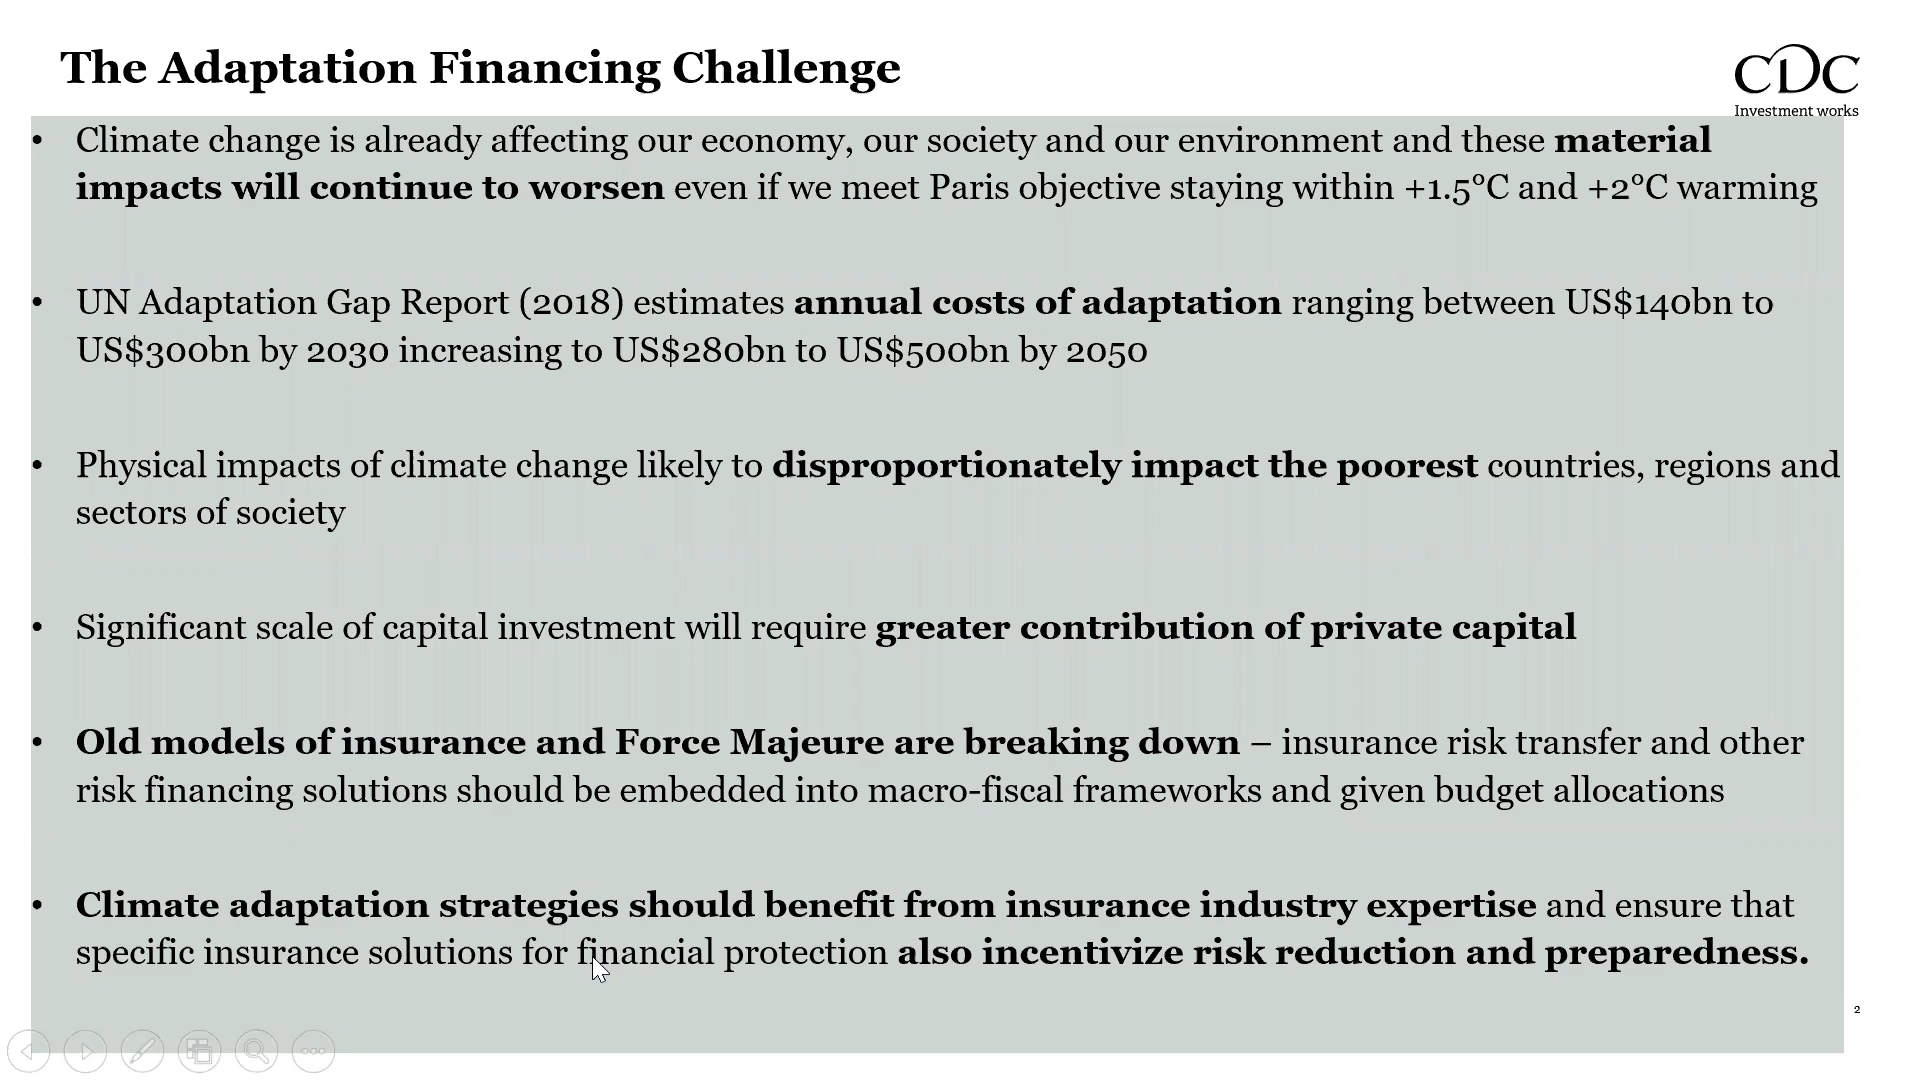 The Adaptation Financing Challenge
CDC
Investment works
• Climate change is already affecting our economy, our society and our environment and these material
impacts will continue to worsen even if we meet Paris objective staying within +1.5°C and +2°C warming
• UN Adaptation Gap Report (2018) estimates annual costs of adaptation ranging between US$140bn to
US$300bn by 2030 increasing to US$280bn to US$500bn by 2050
• Physical impacts of climate change likely to disproportionately impact the poorest countries, regions and
sectors of society
• Significant scale of capital investment will require greater contribution of private capital
• Old models of insurance and Force Majeure are breaking down – insurance risk transfer and other
risk financing solutions should be embedded into macro-fiscal frameworks and given budget allocations
• Climate adaptation strategies should benefit from insurance industry expertise and ensure that
specific insurance solutions for financial protection also incentivize risk reduction and preparedness.
2